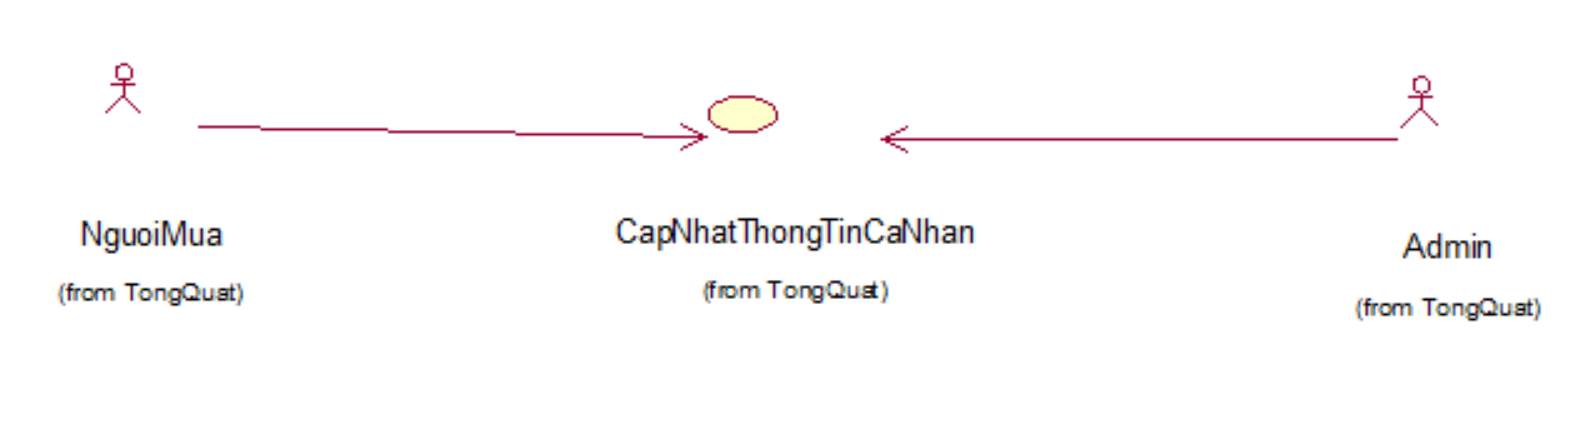 NguoiMua
(from TongQuat)
CapNhatThongTinCaNhan
(from TongQuat)
Admin
(from TongQuat)